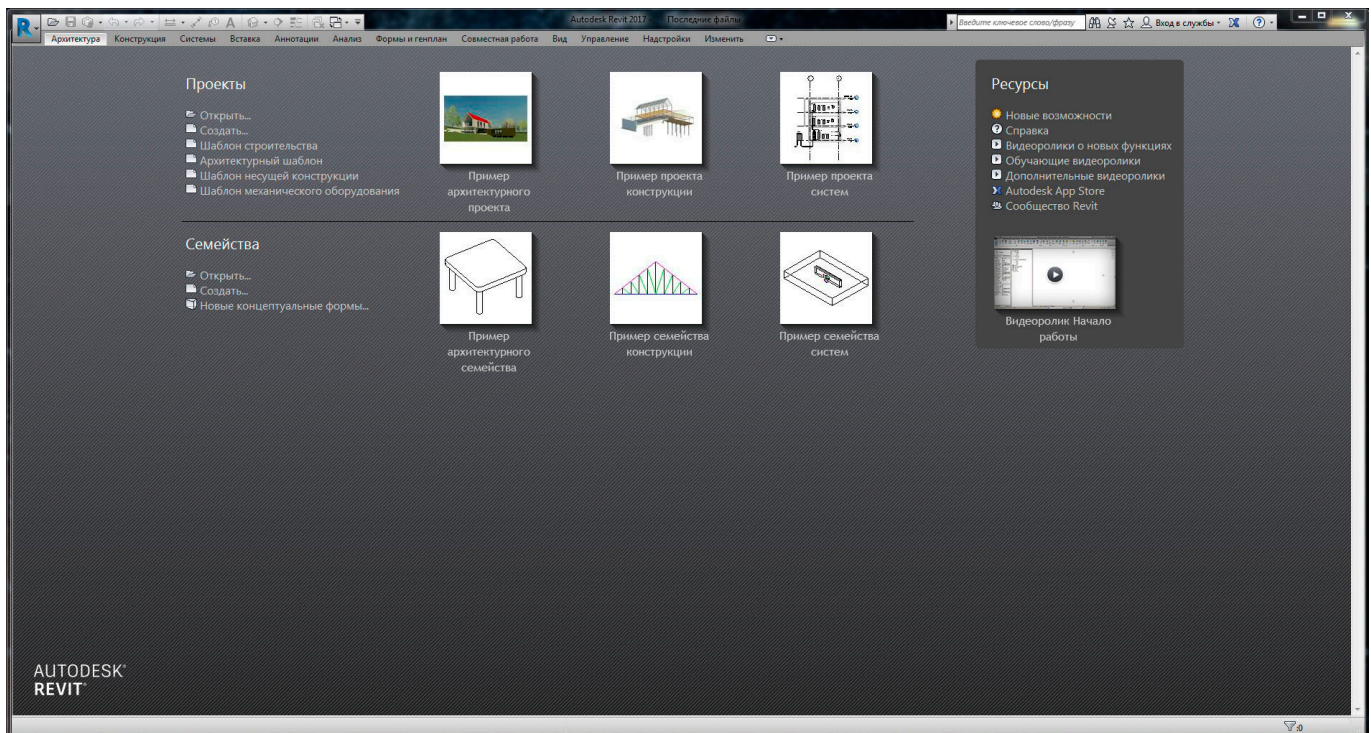 Autodesk Revit 2017 Последние файлы
Введите ключевое слово/фразу
Вход в службы
Архитектура Конструкция Системы Вставка Аннотации Анализ Формы и генплан Совместная работа Вид Управление Надстройки Изменить
Проекты
Открыть...
Создать...
Шаблон строительства
Архитектурный шаблон
Шаблон несущей конструкции
Шаблон механического оборудования
Пример
архитектурного
проекта
Пример проекта
конструкции
Пример проекта
систем
Семейства
Открыть...
Создать...
Новые концептуальные формы...
Пример
архитектурного
семейства
Пример семейства
конструкции
Пример семейства
систем
Ресурсы
Новые возможности
Справка
Видеоролики о новых функциях
Обучающие видеоролики
Дополнительные видеоролики
Autodesk App Store
Сообщество Revit
Видеоролик Начало
работы
AUTODESK®
REVIT®
:0